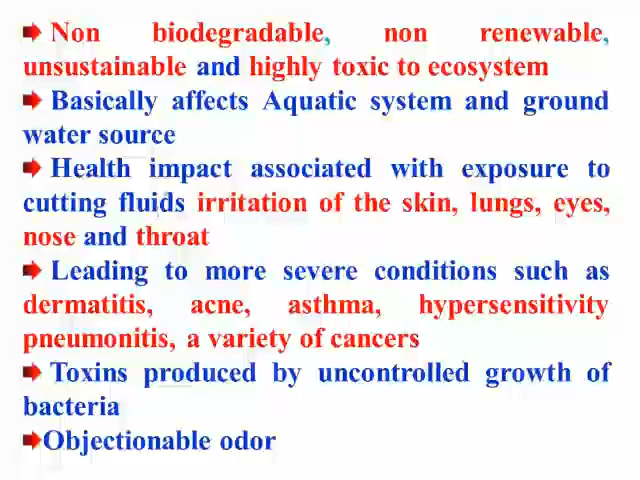 Non biodegradable, non renewable,
unsustainable and highly toxic to ecosystem
Basically affects Aquatic system and ground
water source
Health impact associated with exposure to
cutting fluids irritation of the skin, lungs, eyes,
nose and throat
Leading to more severe conditions such as
dermatitis, acne, asthma, hypersensitivity
pneumonitis, a variety of cancers
Toxins produced by uncontrolled growth of
bacteria
Objectionable odor